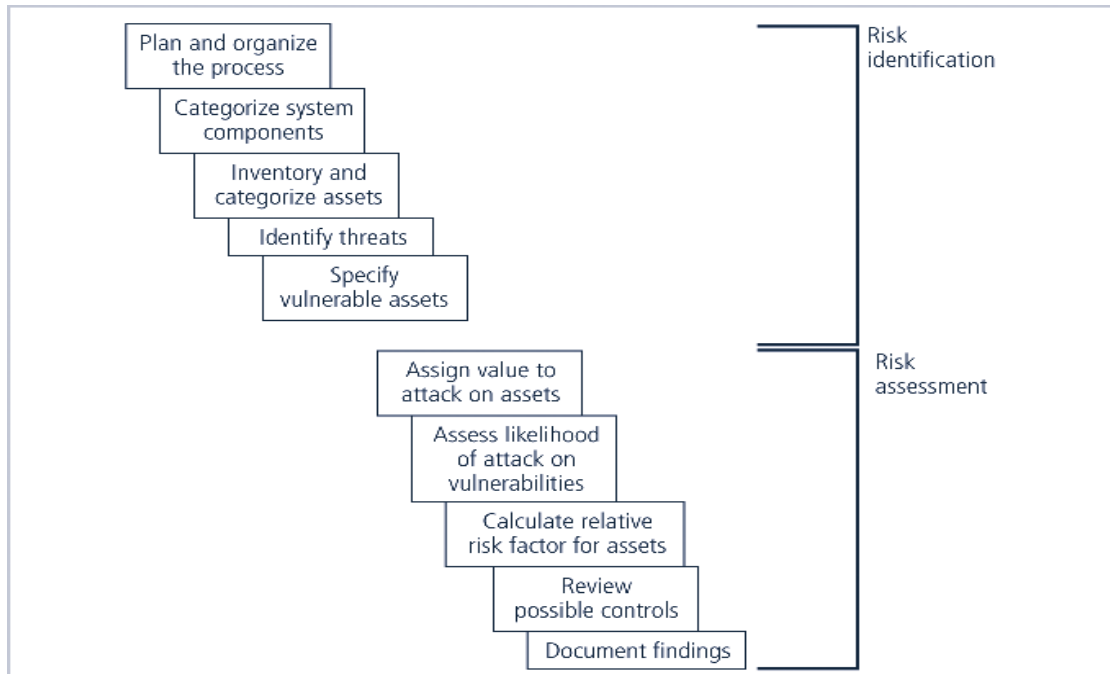 Plan and organize
the process
Categorize system
components
Inventory and
categorize assets
Identify threats
Specify
vulnerable assets
Risk
identification
Assign value to
attack on assets
Assess likelihood
of attack on
vulnerabilities
Calculate relative
risk factor for assets
Review
possible controls
Document findings
Risk
assessment